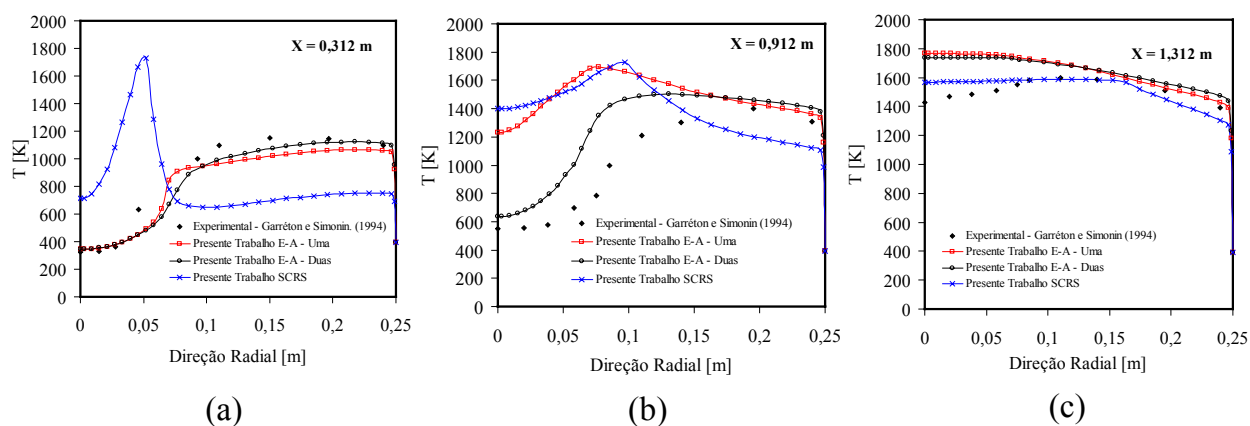 2000
1800
1600
1400
1200
1000
800
600
400
200
0
T [K]
X = 0,312 m
Experimental - Garréton e Simonin. (1994)
Presente Trabalho E-A - Uma
Presente Trabalho E-A - Duas
Presente Trabalho SCRS
0 0,05 0,1 0,15 0,2 0,25
Direção Radial [m]
(a)
2000
1800
1600
1400
1200
1000
800
600
400
200
0
T [K]
X = 0,912 m
Experimental - Garréton e Simonin (1994)
Presente Trabalho E-A - Uma
Presente Trabalho E-A - Duas
Presente Trabalho SCRS
0 0,05 0,1 0,15 0,2 0,25
Direção Radial [m]
(b)
2000
1800
1600
1400
1200
1000
800
600
400
200
0
T [K]
X = 1,312 m
Experimental - Garréton e Simonin (1994)
Presente Trabalho E-A - Uma
Presente Trabalho E-A - Duas
Presente Trabalho SCRS
0 0,05 0,1 0,15 0,2 0,25
Direção Radial [m]
(c)